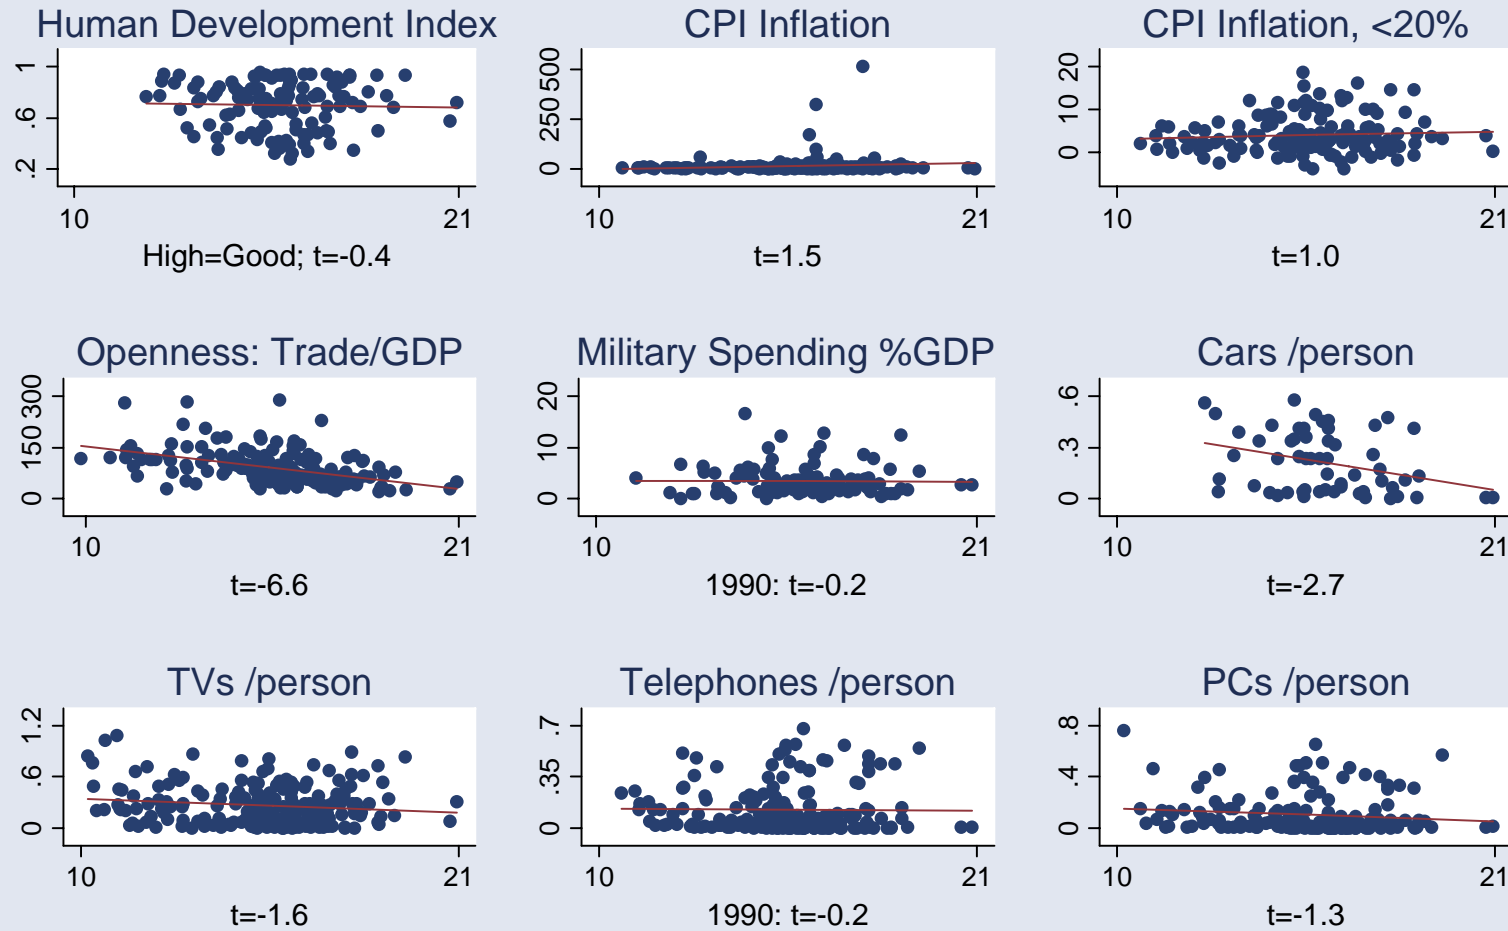 Human Development Index
1
.6
.2
10 21
High=Good; t=-0.4
CPI Inflation
500
250
0
10 21
t=1.5
CPI Inflation, <20%
20
10
0
10 21
t=1.0
Openness: Trade/GDP
300
150
0
10 21
t=-6.6
Military Spending %GDP
20
10
0
10 21
1990: t=-0.2
Cars /person
.6
.3
0
10 21
t=-2.7
TVs /person
1.2
.6
0
10 21
t=-1.6
Telephones /person
.7
.35
0
10 21
1990: t=-0.2
PCs /person
.8
.4
0
10 21
t=-1.3